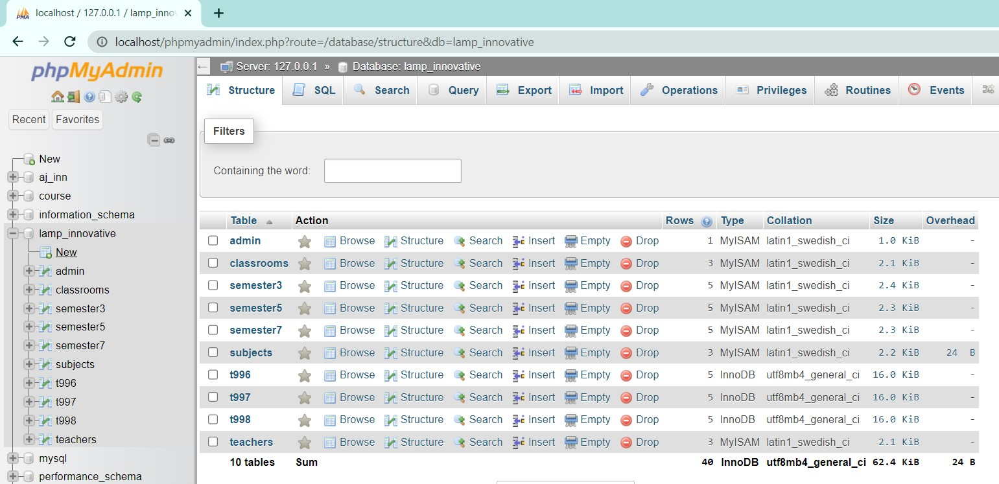 localhost / 127.0.0.1 / lamp_inno
localhost/phpmyadmin/index.php?route=/database/structure&db=lamp_innovative
phpMyAdmin
Recent Favorites
New
aj_inn
course
information_schema
lamp_innovative
New
admin
classrooms
semester3
semester5
semester7
subjects
t996
t997
t998
teachers
mysql
performance_schema
Server: 127.0.0.1 » Database: lamp_innovative
Structure SQL Search Query Export Import Operations Privileges Routines Events
Filters
Containing the word:
Table Action Rows Type Collation Size Overhead
admin Browse Structure Search Insert Empty Drop 1 MyISAM latin1_swedish_ci 1.0 KiB -
classrooms Browse Structure Search Insert Empty Drop 3 MyISAM latin1_swedish_ci 2.1 KiB -
semester3 Browse Structure Search Insert Empty Drop 5 MyISAM latin1_swedish_ci 2.4 KiB -
semester5 Browse Structure Search Insert Empty Drop 5 MyISAM latin1_swedish_ci 2.3 KiB -
semester7 Browse Structure Search Insert Empty Drop 5 MyISAM latin1_swedish_ci 2.3 KiB -
subjects Browse Structure Search Insert Empty Drop 3 MyISAM latin1_swedish_ci 2.2 KiB 24 B
t996 Browse Structure Search Insert Empty Drop 5 InnoDB utf8mb4_general_ci 16.0 KiB -
t997 Browse Structure Search Insert Empty Drop 5 InnoDB utf8mb4_general_ci 16.0 KiB -
t998 Browse Structure Search Insert Empty Drop 5 InnoDB utf8mb4_general_ci 16.0 KiB -
teachers Browse Structure Search Insert Empty Drop 3 MyISAM latin1_swedish_ci 2.1 KiB -
10 tables Sum 40 InnoDB utf8mb4_general_ci 62.4 KiB 24 B